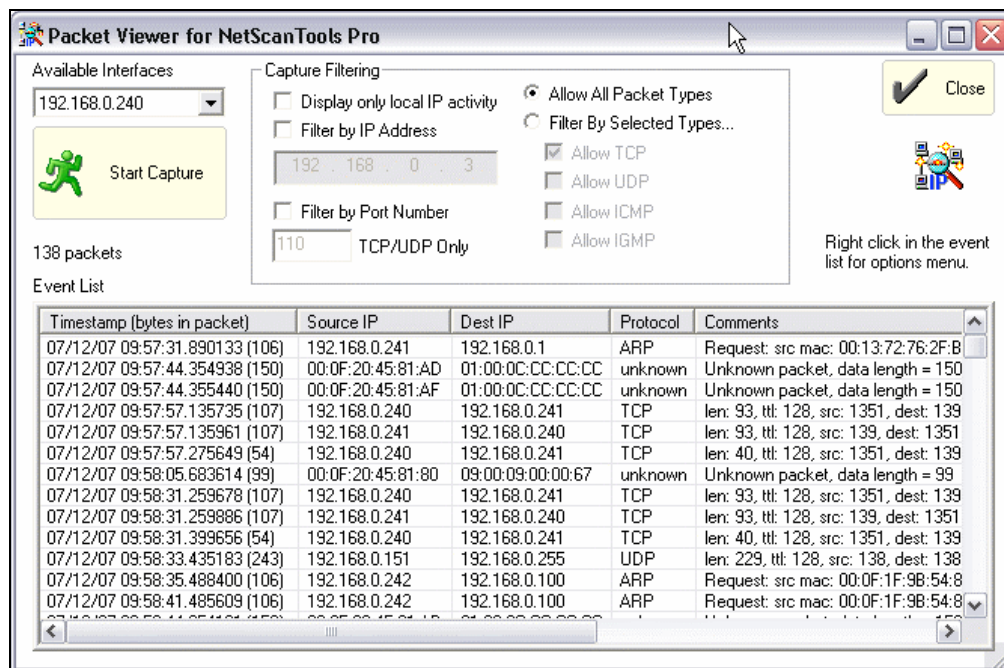 Packet Viewer for NetScanTools Pro
Available Interfaces
192.168.0.240
Start Capture
138 packets
Capture Filtering
Display only local IP activity
Filter by IP Address
192 . 168 . 0 . 3
Filter by Port Number
110 TCP/UDP Only
Allow All Packet Types
Filter By Selected Types...
Allow TCP
Allow UDP
Allow ICMP
Allow IGMP
Close
IP
Right click in the event
list for options menu.
Event List
Timestamp (bytes in packet) Source IP Dest IP Protocol Comments
07/12/07 09:57:31.890133 (106) 192.168.0.241 192.168.0.1 ARP Request: src mac: 00:13:72:76:2F:B
07/12/07 09:57:44.354938 (150) 00:0F:20:45:81:AD 01:00:0C:CC:CC:CC unknown Unknown packet, data length = 150
07/12/07 09:57:44.355440 (150) 00:0F:20:45:81:AF 01:00:0C:CC:CC:CC unknown Unknown packet, data length = 150
07/12/07 09:57:57.135735 (107) 192.168.0.240 192.168.0.241 TCP len: 93, ttl: 128, src: 1351, dest: 139
07/12/07 09:57:57.135961 (107) 192.168.0.241 192.168.0.240 TCP len: 93, ttl: 128, src: 139, dest: 1351
07/12/07 09:57:57.275649 (54) 192.168.0.240 192.168.0.241 TCP len: 40, ttl: 128, src: 1351, dest: 139
07/12/07 09:58:05.683614 (99) 00:0F:20:45:81:80 09:00:09:00:00:67 unknown Unknown packet, data length = 99
07/12/07 09:58:31.259678 (107) 192.168.0.240 192.168.0.241 TCP len: 93, ttl: 128, src: 1351, dest: 139
07/12/07 09:58:31.259886 (107) 192.168.0.241 192.168.0.240 TCP len: 93, ttl: 128, src: 139, dest: 1351
07/12/07 09:58:31.399656 (54) 192.168.0.240 192.168.0.241 TCP len: 40, ttl: 128, src: 1351, dest: 139
07/12/07 09:58:33.435183 (243) 192.168.0.151 192.168.0.255 UDP len: 229, ttl: 128, src: 138, dest: 138
07/12/07 09:58:35.488400 (106) 192.168.0.242 192.168.0.100 ARP Request: src mac: 00:0F:1F:9B:54:8
07/12/07 09:58:41.485609 (106) 192.168.0.242 192.168.0.100 ARP Request: src mac: 00:0F:1F:9B:54:8